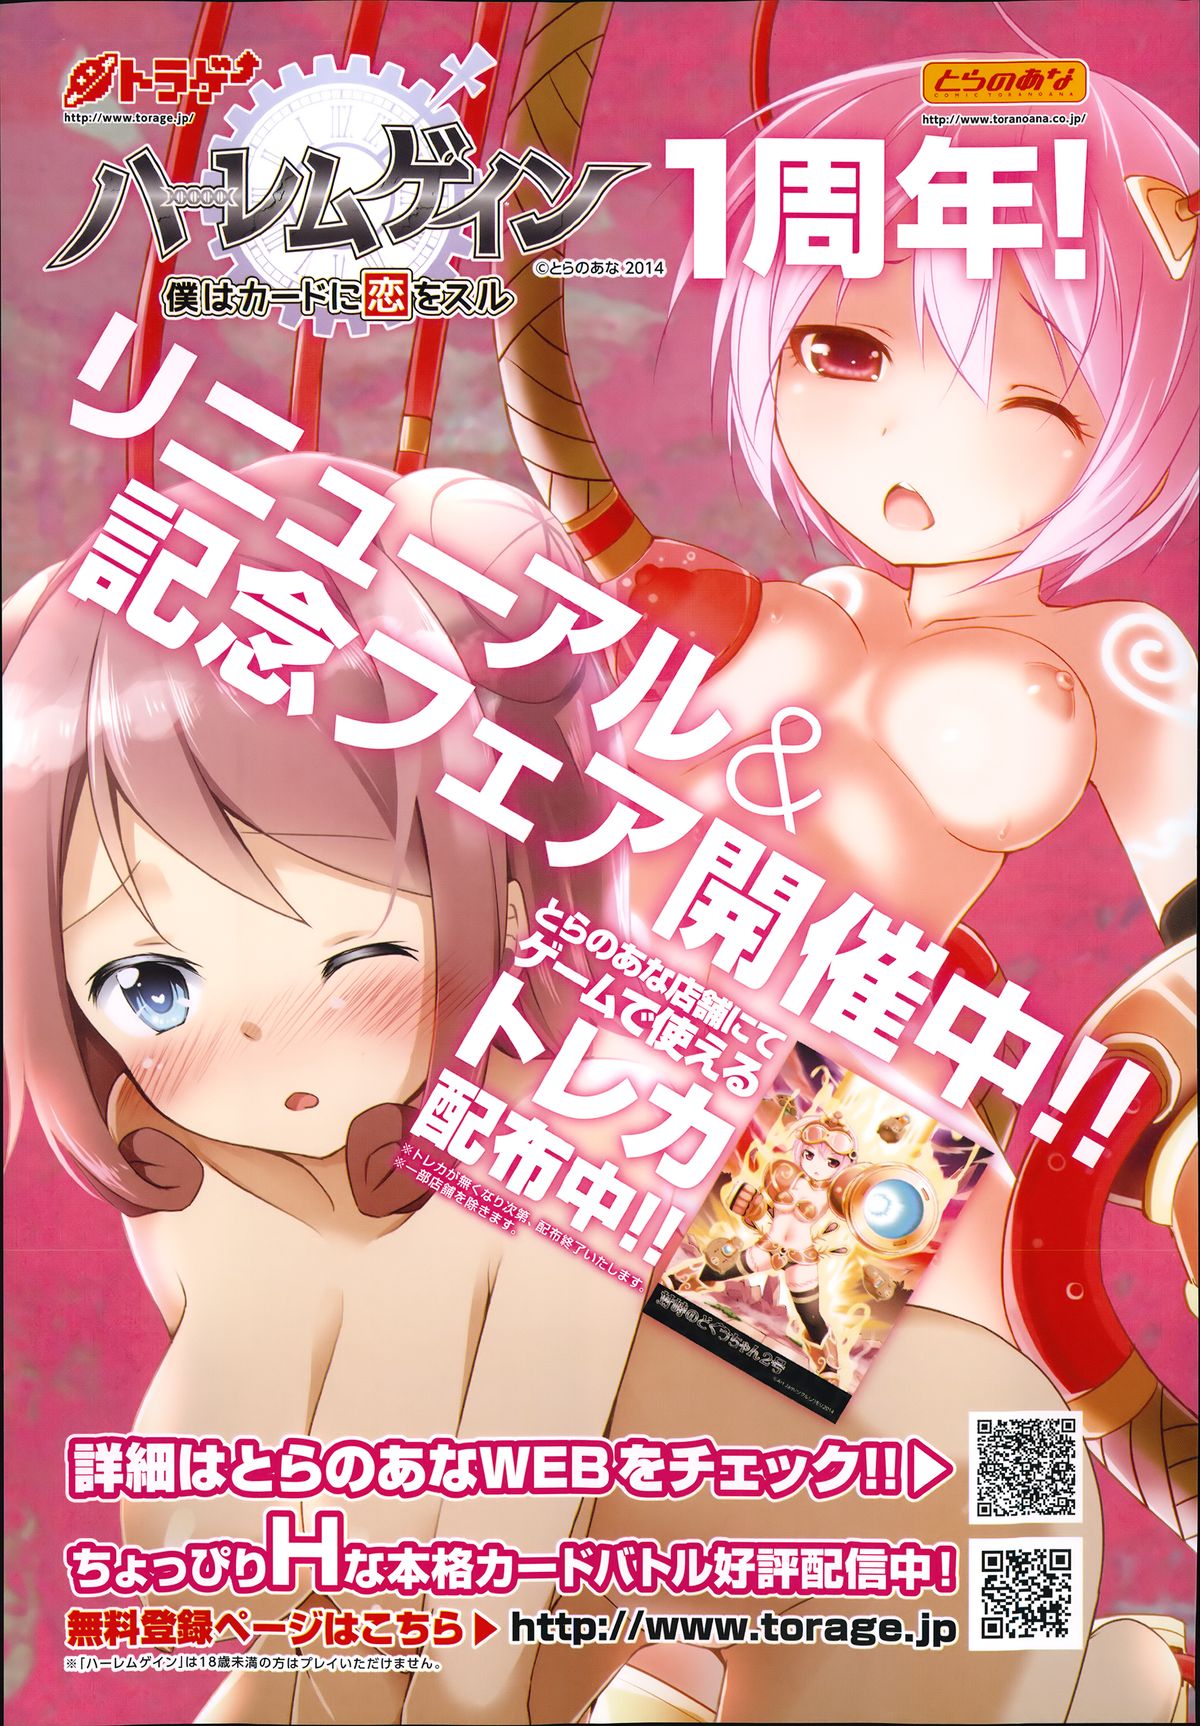 トラゲ
http://www.torage.jp/
とらのあな
COMIC TORANOANA
http://www.toranoana.co.jp/
ハーレムゲイン
僕はカードに恋をスル
©とらのあな 2014
1周年!
リニューアル&
記念フェア開催中!!
とらのあな店舗にて
ゲームで使える
トレカ
配布中!!
※トレカが無くなり次第、配布終了いたします。
※一部店舗を除きます。
詳細はとらのあなWEBをチェック!!▶
ちょっぴりHな本格カードバトル好評配信中!
無料登録ページはこちら▶http://www.torage.jp
※「ハーレムゲイン」は18歳未満の方はプレイいただけません。